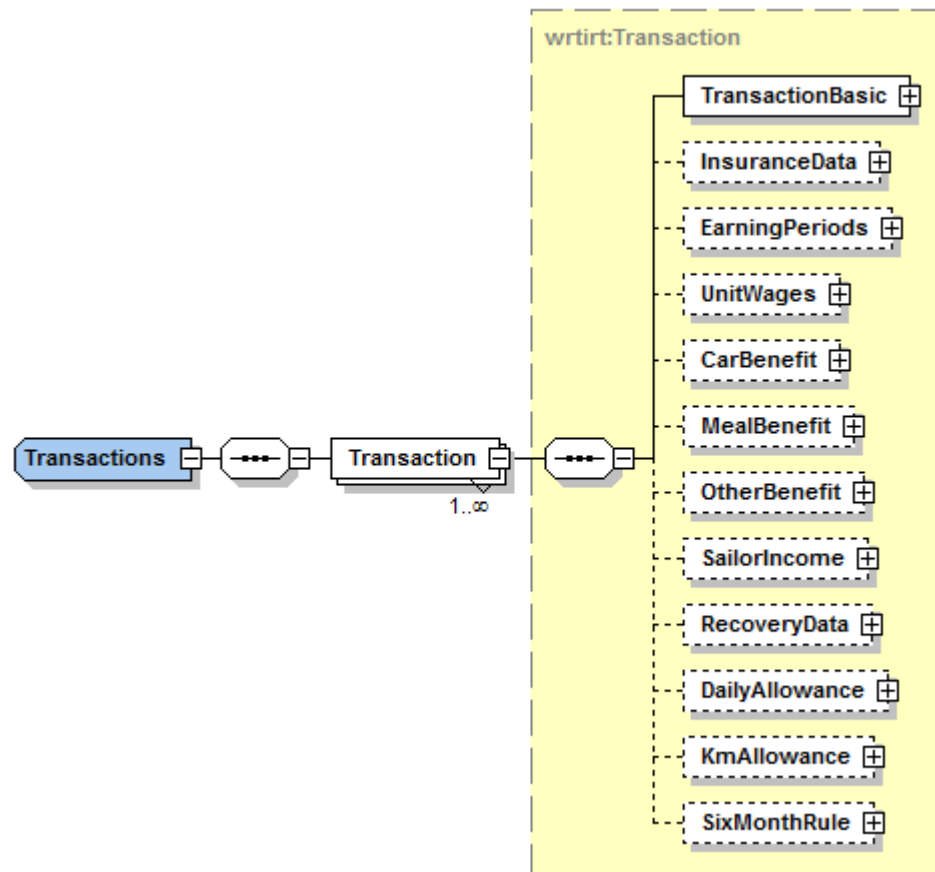 wrtirt:Transaction
TransactionBasic
InsuranceData
EarningPeriods
UnitWages
CarBenefit
MealBenefit
Transactions
Transaction
1..∞
OtherBenefit
SailorIncome
RecoveryData
DailyAllowance
KmAllowance
SixMonthRule